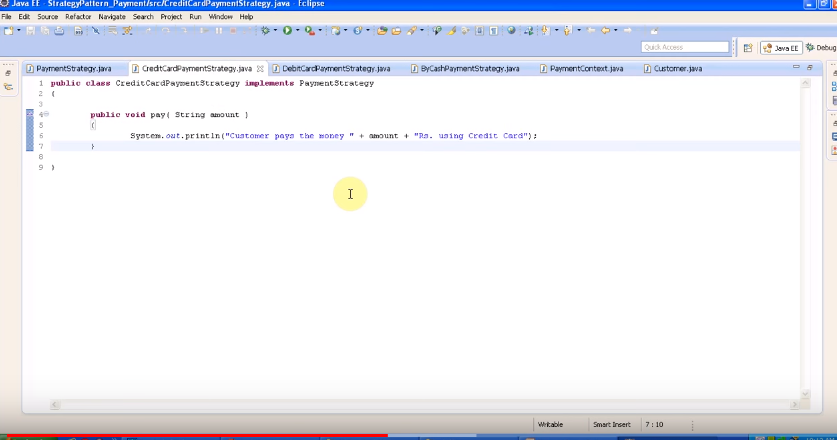 Java EE - StrategyPattern_Payment/src/CreditCardPaymentStrategy.java - Eclipse
File Edit Source Refactor Navigate Search Project Run Window Help
Quick Access
Java EE
Debug
PaymentStrategy.java
CreditCardPaymentStrategy.java
DebitCardPaymentStrategy.java
ByCashPaymentStrategy.java
PaymentContext.java
Customer.java
1 public class CreditCardPaymentStrategy implements PaymentStrategy
2 {
3
4 public void pay( String amount )
5 {
6 System.out.println("Customer pays the money " + amount + "Rs. using Credit Card");
7 }
8
9 }
Writable
Smart Insert
7 : 10